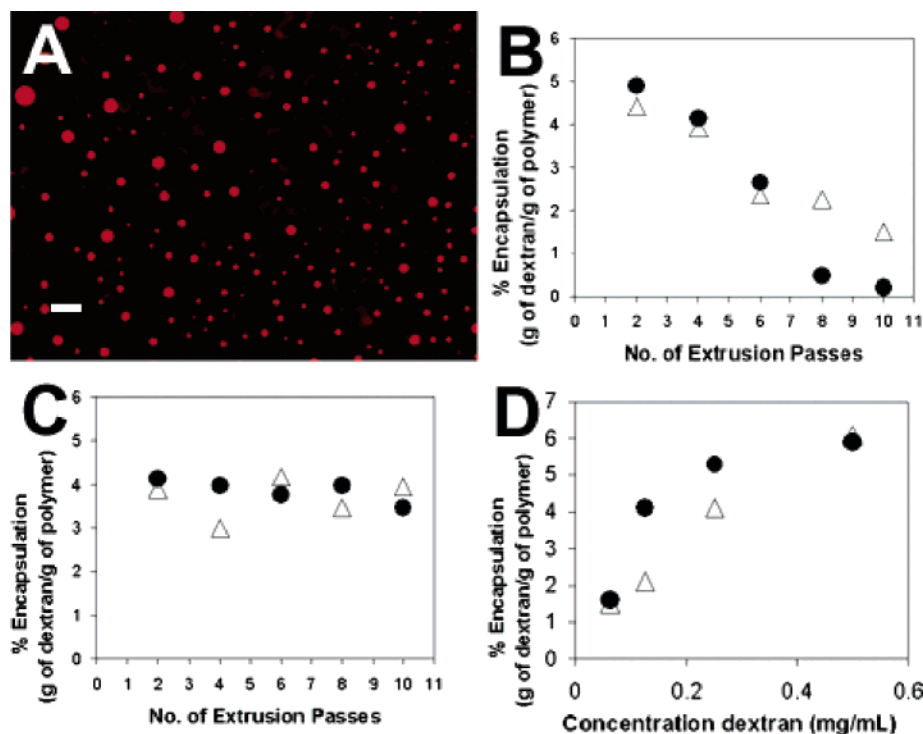 A
B
% Encapsulation
(g of dextran/g of polymer)
6
5
4
3
2
1
0
0 1 2 3 4 5 6 7 8 9 10 11
No. of Extrusion Passes
C
% Encapsulation
(g of dextran/g of polymer)
6
5
4
3
2
1
0
0 1 2 3 4 5 6 7 8 9 10 11
No. of Extrusion Passes
D
% Encapsulation
(g of dextran/g of polymer)
7
6
5
4
3
2
1
0
0 0.2 0.4 0.6
Concentration dextran (mg/mL)